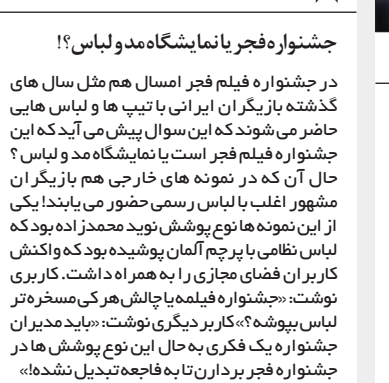 جشنواره فجر یا نمایشگاه مد و لباس؟!
در جشنواره فیلم فجر امسال هم مثل سال های
گذشته بازیگران ایرانی با تیپ ها و لباس هایی
حاضر می شوند که این سوال پیش می آید که این
جشنواره فیلم فجر است یا نمایشگاه مد و لباس؟
حال آن که در نمونه های خارجی هم بازیگران
مشهور اغلب با لباس رسمی حضور می یابند! یکی
از این نمونه ها نوع پوشش نوید محمدزاده بود که
لباس نظامی با پرچم آلمان پوشیده بود که واکنش
کاربران فضای مجازی را به همراه داشت. کاربری
نوشت: «جشنواره فیلمه یا چالش هر کی مسخره تر
لباس بپوشه؟» کاربر دیگری نوشت: «باید مدیران
جشنواره یک فکری به حال این نوع پوشش ها در
جشنواره فجر بردارن تا به فاجعه تبدیل نشده!»